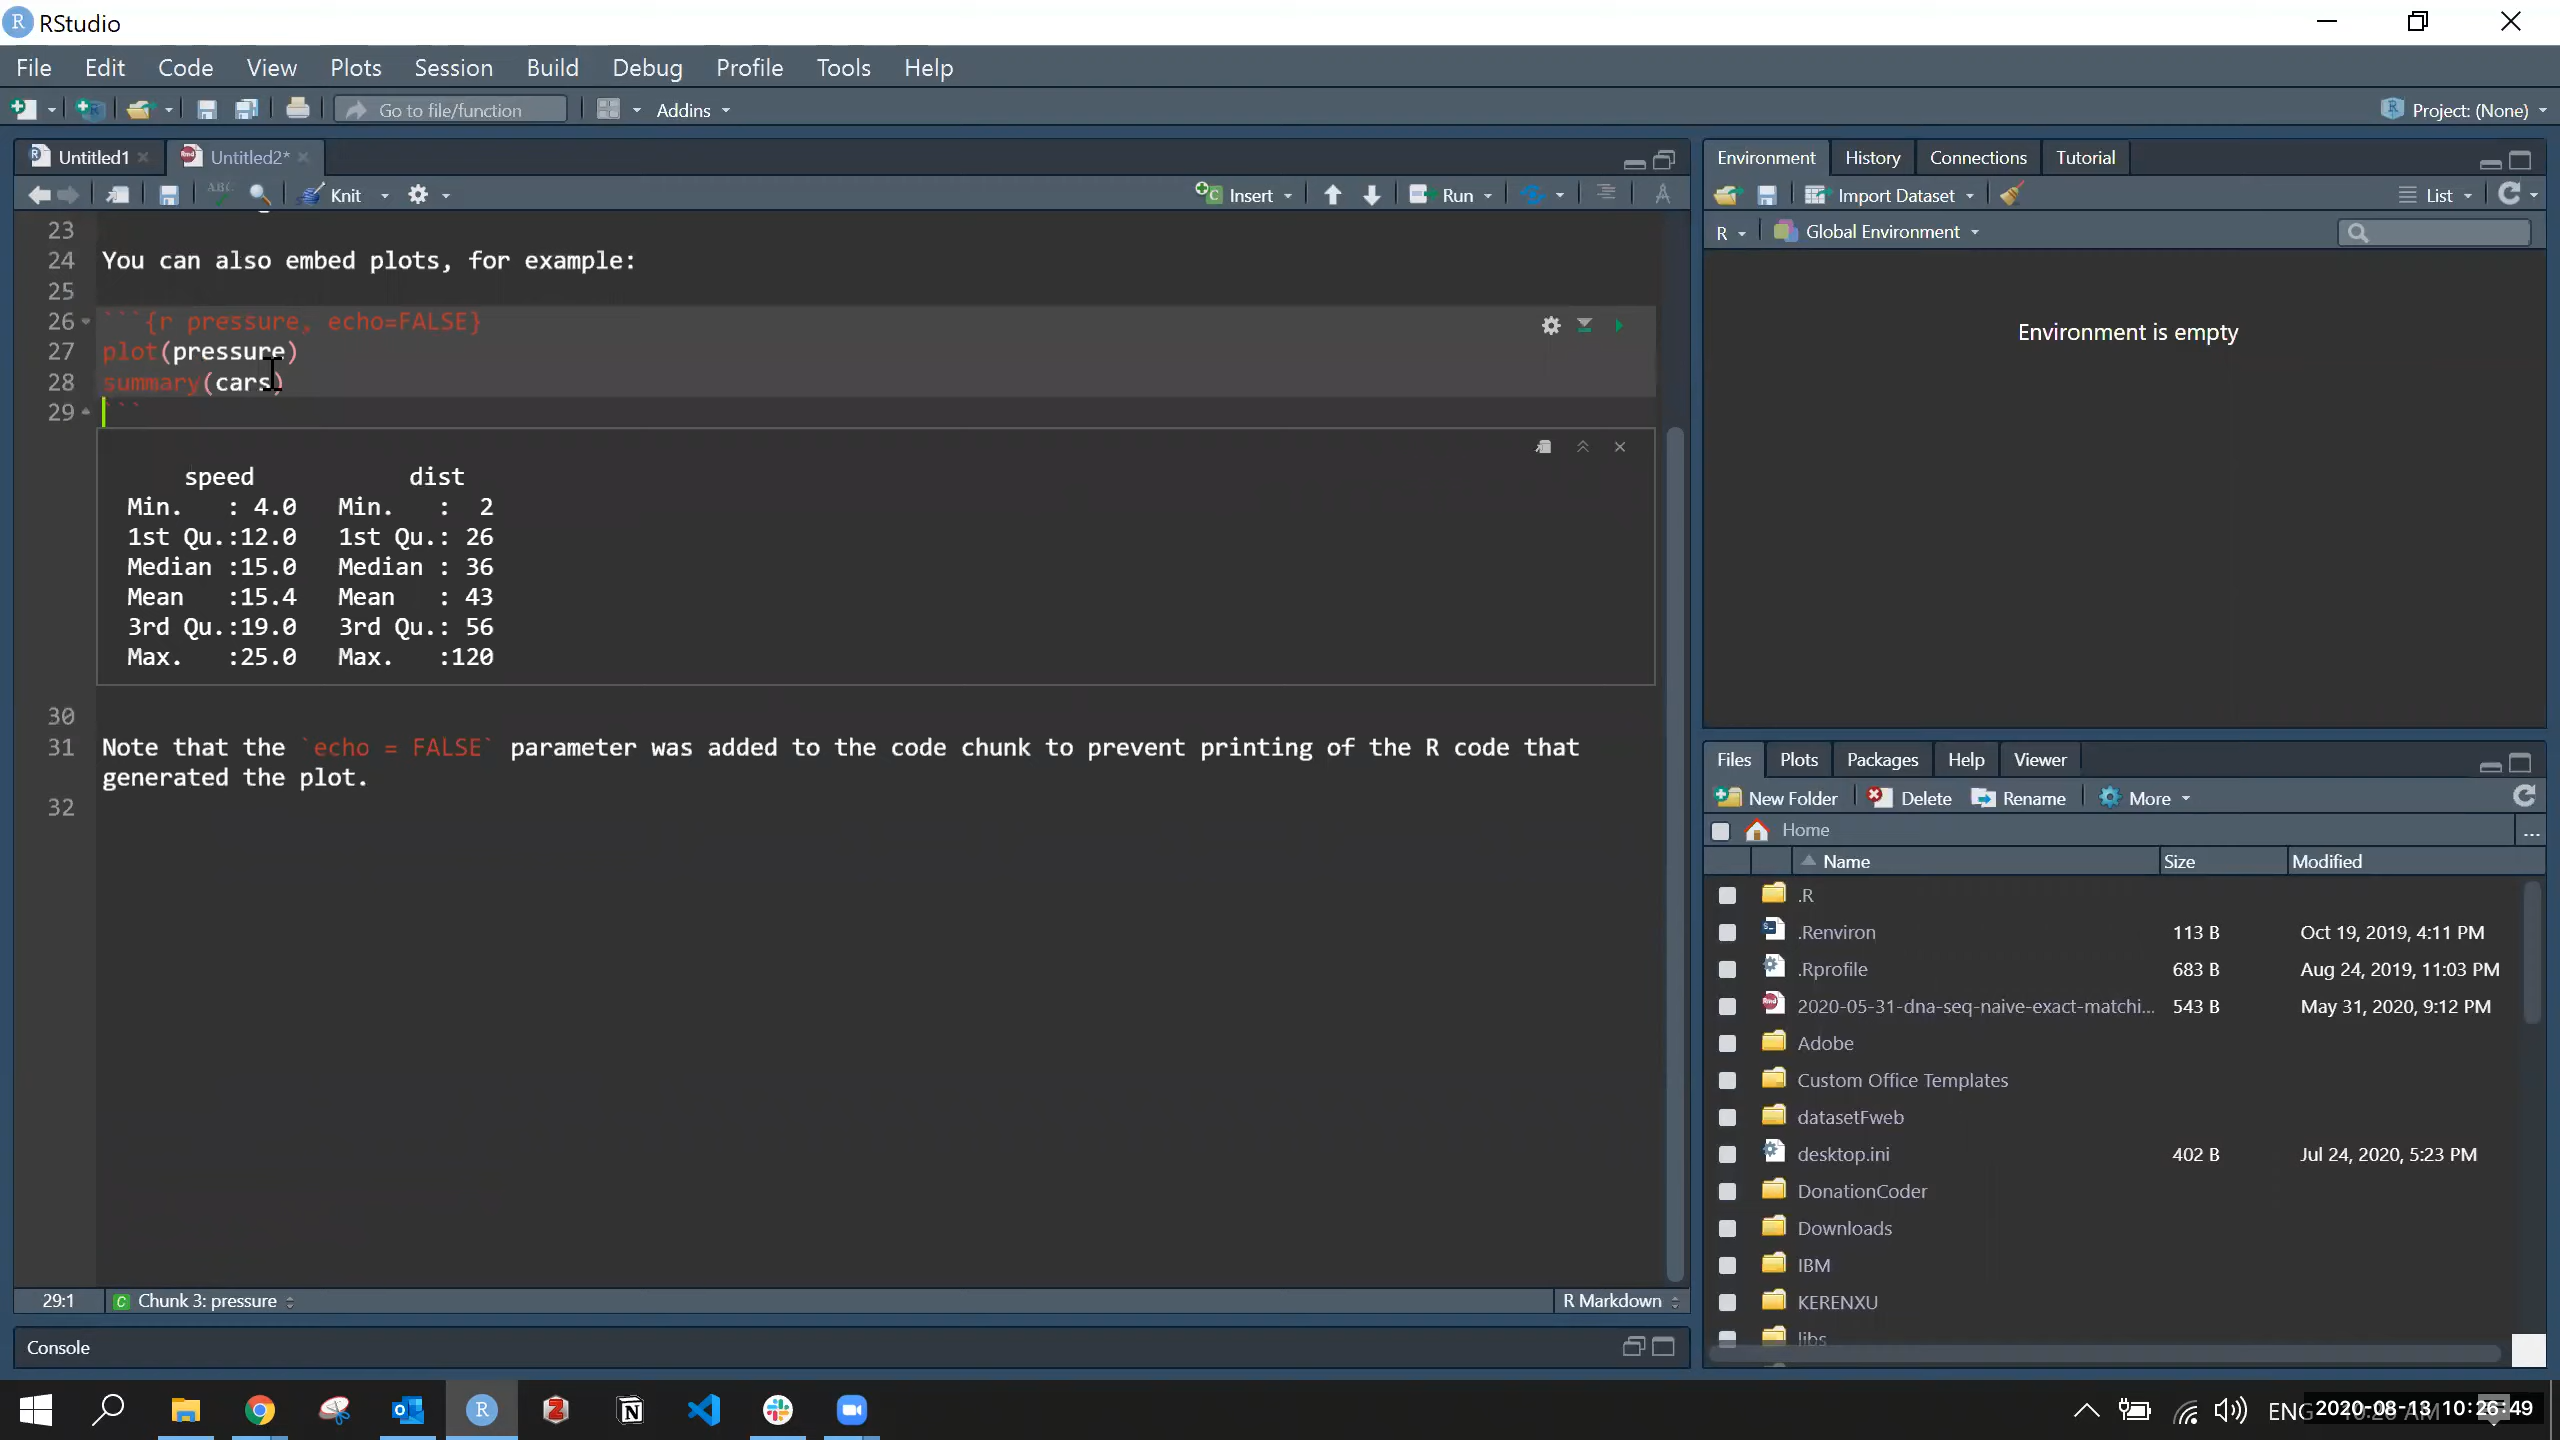 RStudio
File Edit Code View Plots Session Build Debug Profile Tools Help
Go to file/function Addins Project: (None)
Untitled1 Untitled2*
ABC Knit Insert Run
23
24 You can also embed plots, for example:
25
26 ```{r pressure, echo=FALSE}
27 plot(pressure)
28 summary(cars)
29 ```
speed dist
Min. : 4.0 Min. : 2
1st Qu.:12.0 1st Qu.: 26
Median :15.0 Median : 36
Mean :15.4 Mean : 43
3rd Qu.:19.0 3rd Qu.: 56
Max. :25.0 Max. :120
30
31 Note that the `echo = FALSE` parameter was added to the code chunk to prevent printing of the R code that
generated the plot.
32
29:1 Chunk 3: pressure R Markdown
Console
Environment History Connections Tutorial
Import Dataset List
R Global Environment
Environment is empty
Files Plots Packages Help Viewer
New Folder Delete Rename More
Home ...
Name Size Modified
.R
.Renviron 113 B Oct 19, 2019, 4:11 PM
.Rprofile 683 B Aug 24, 2019, 11:03 PM
2020-05-31-dna-seq-naive-exact-matchi... 543 B May 31, 2020, 9:12 PM
Adobe
Custom Office Templates
datasetFweb
desktop.ini 402 B Jul 24, 2020, 5:23 PM
DonationCoder
Downloads
IBM
KERENXU
libs
ENG 2020-08-13 10:26:49